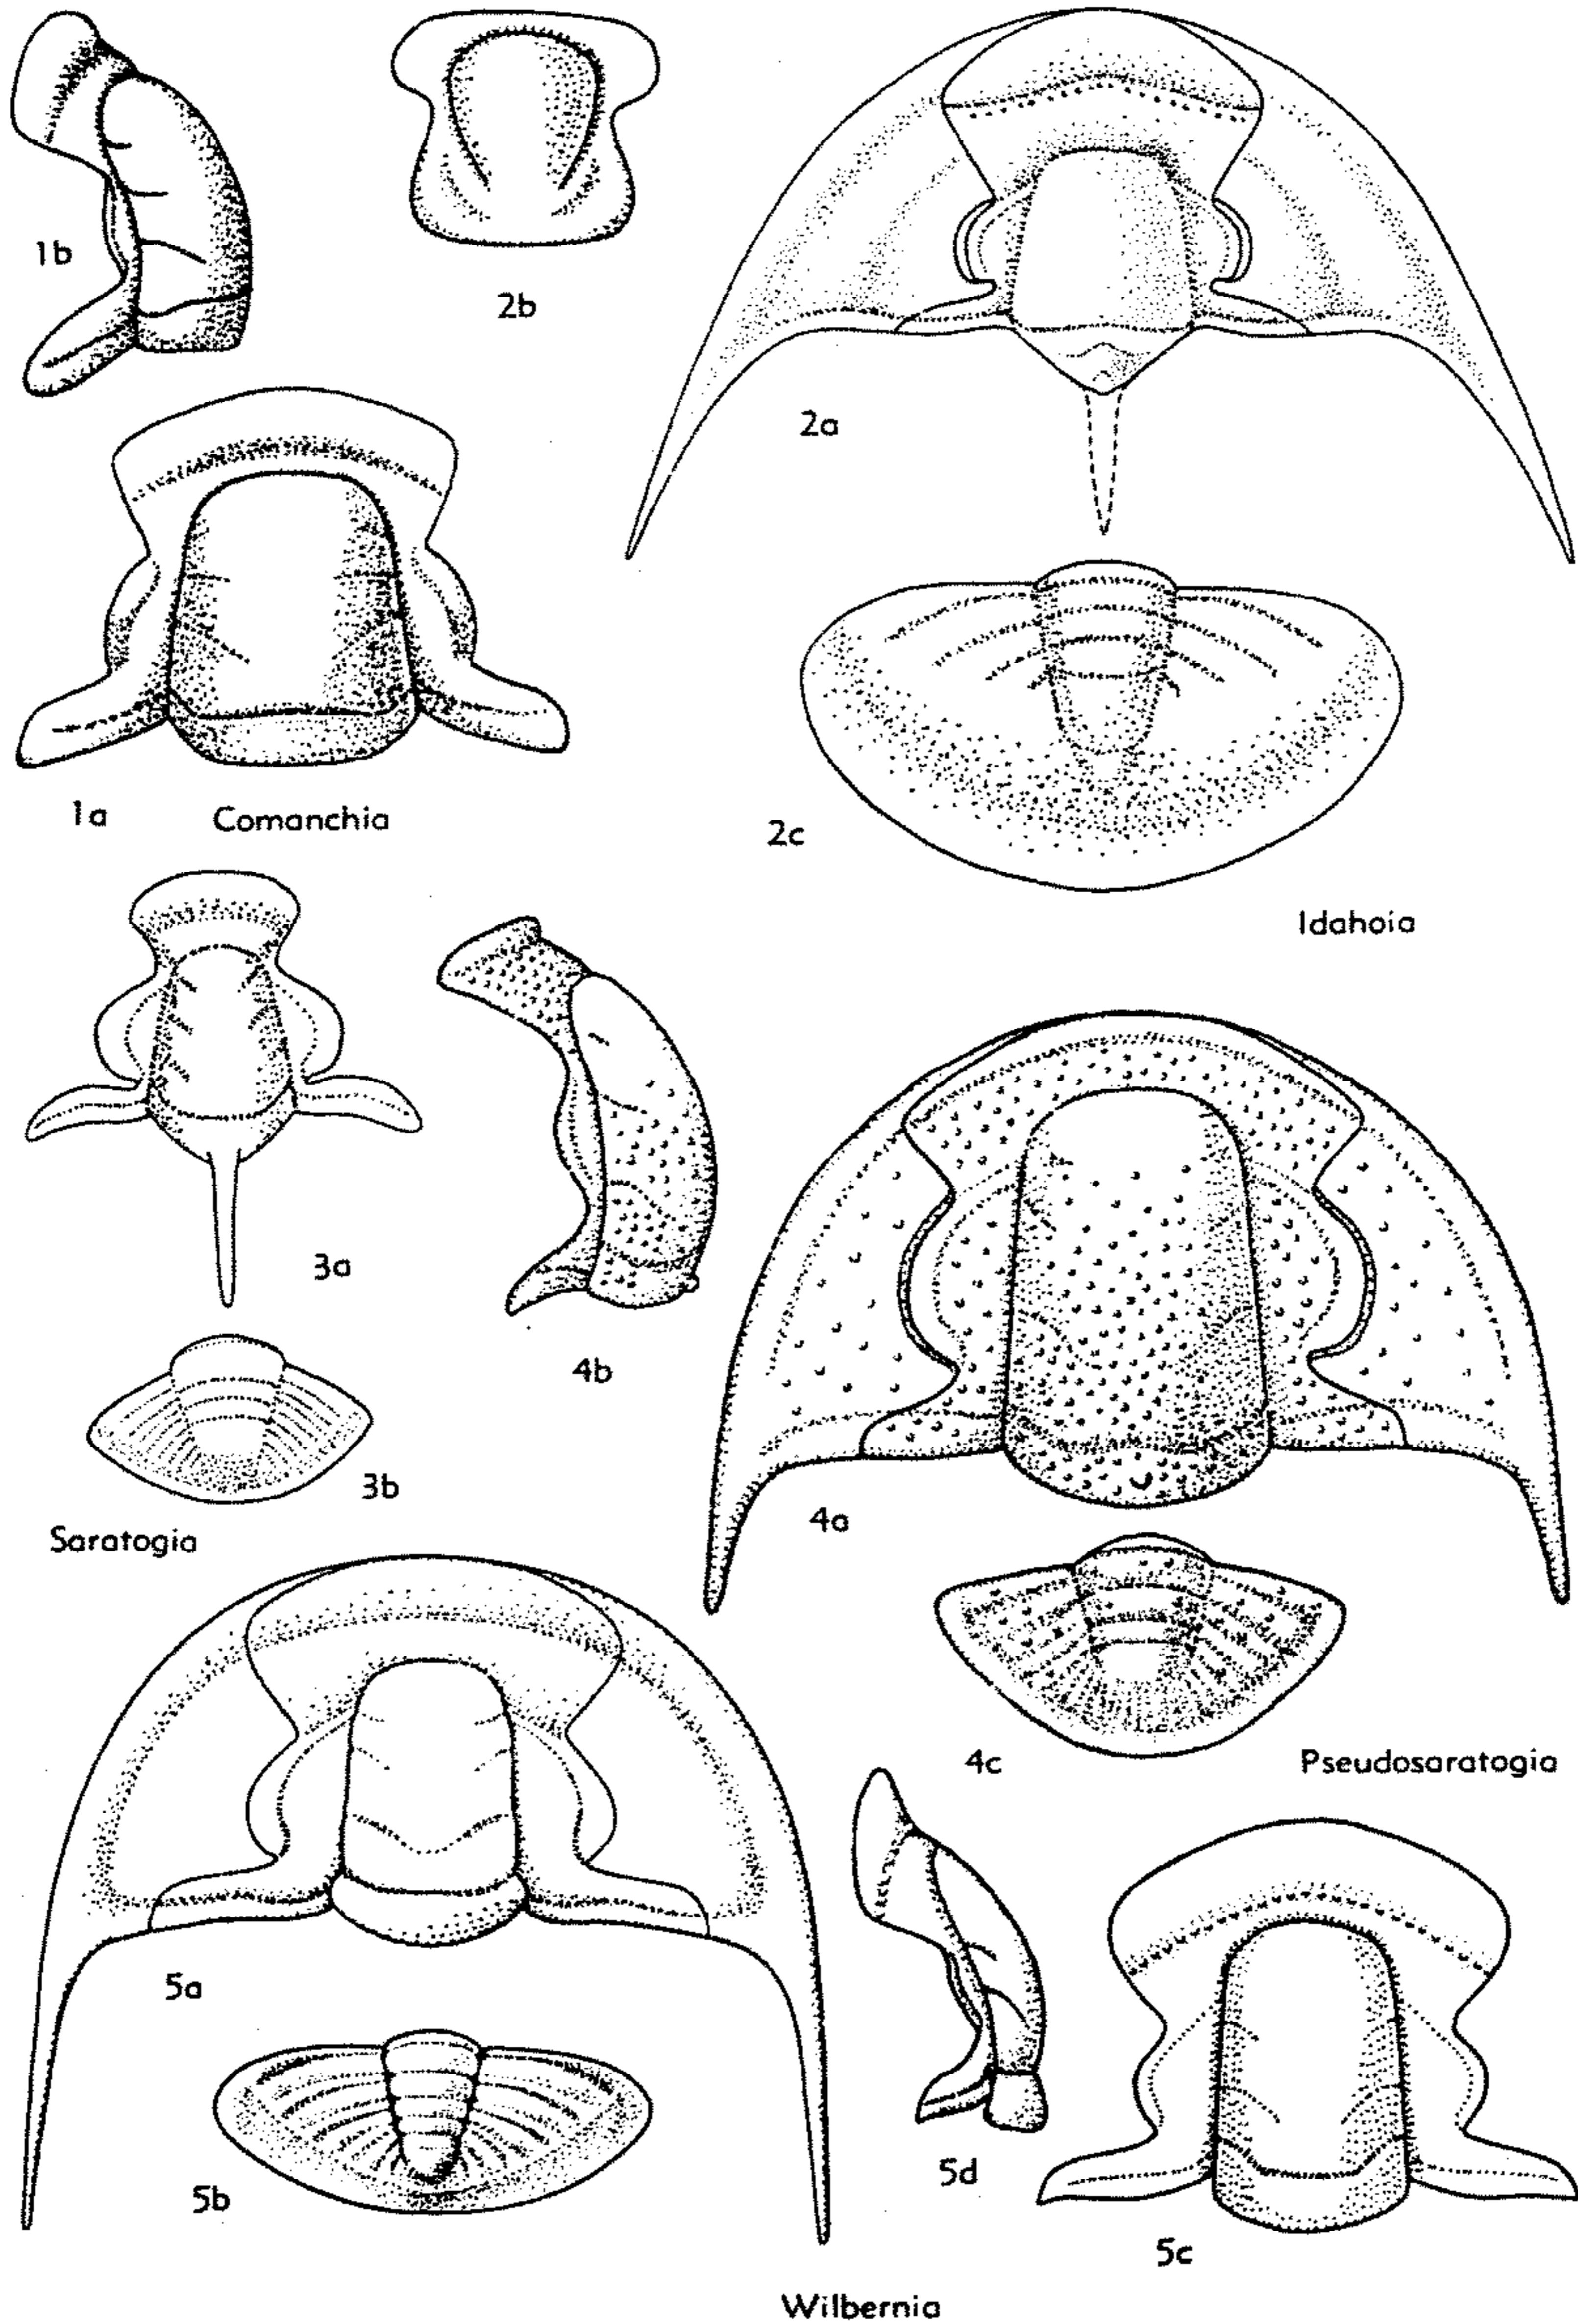 1b
2b
2a
1a
Comanchia
2c
Idahoia
3a
4b
3b
4a
Saratogia
4c
Pseudosaratogia
5a
5d
5b
5c
Wilbernia